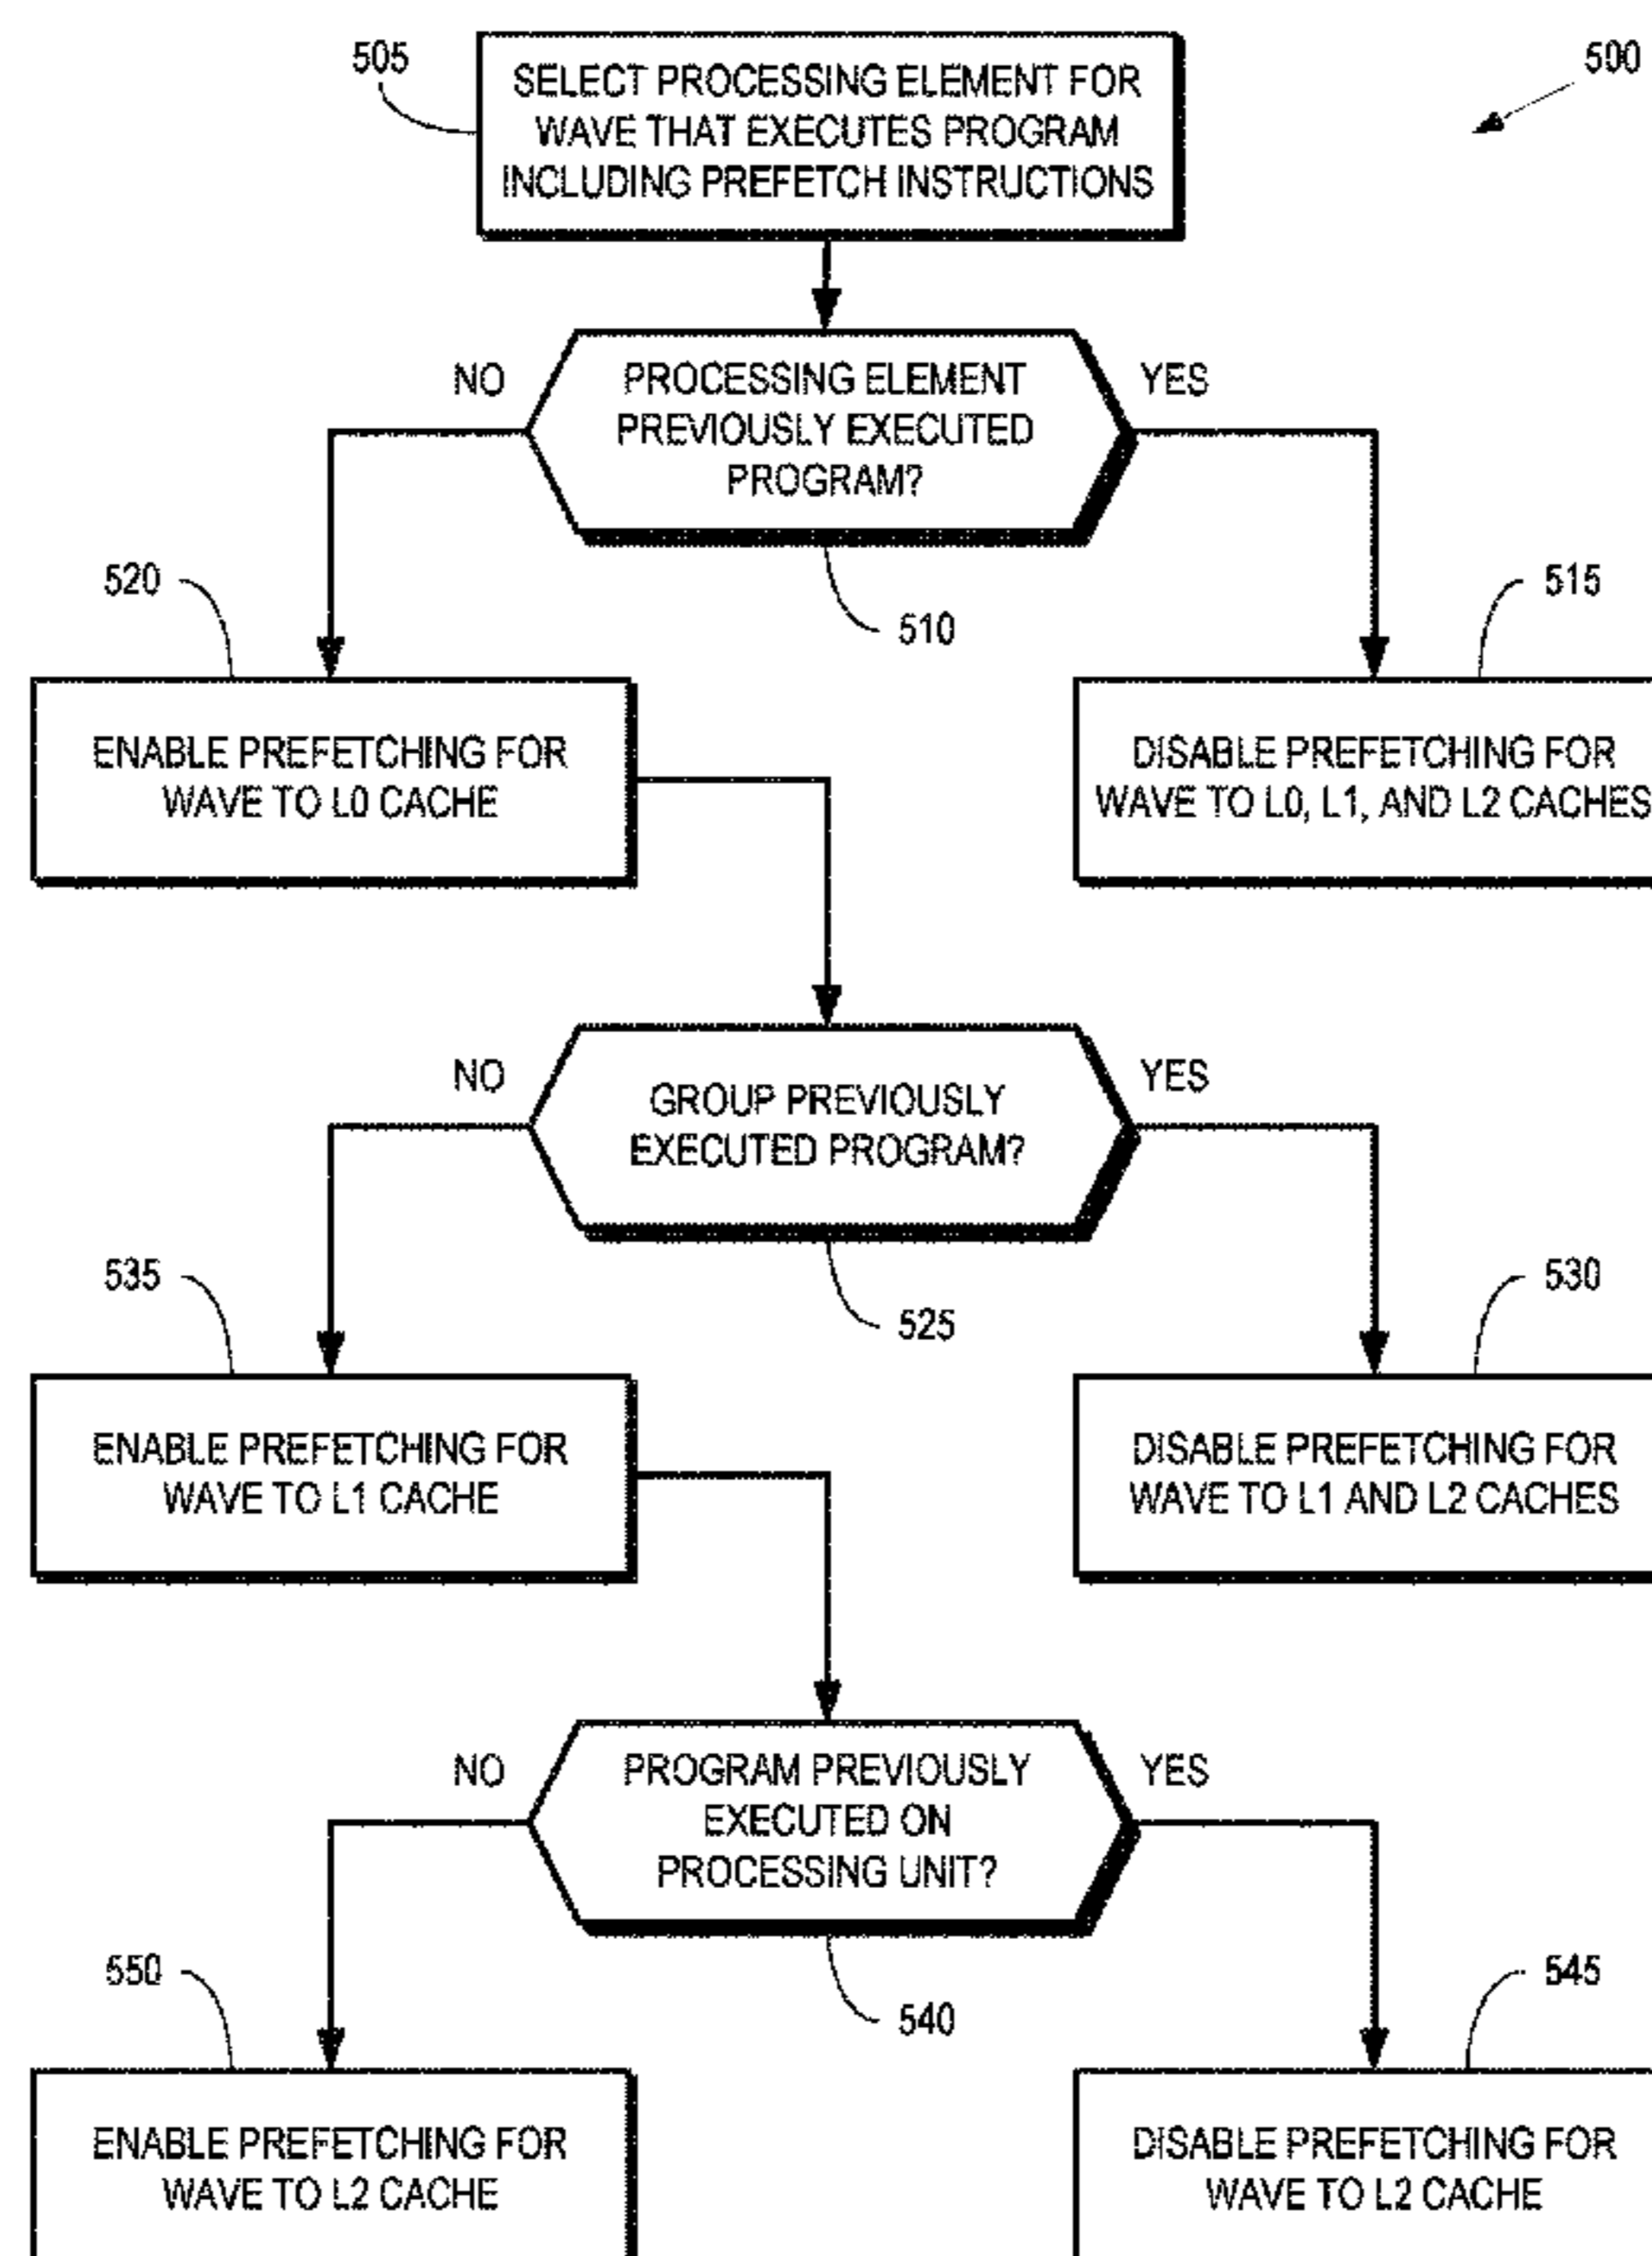 505
SELECT PROCESSING ELEMENT FOR
WAVE THAT EXECUTES PROGRAM
INCLUDING PREFETCH INSTRUCTIONS
500
NO
PROCESSING ELEMENT
PREVIOUSLY EXECUTED
PROGRAM?
YES
510
520
515
ENABLE PREFETCHING FOR
WAVE TO L0 CACHE
DISABLE PREFETCHING FOR
WAVE TO L0, L1, AND L2 CACHES
NO
GROUP PREVIOUSLY
EXECUTED PROGRAM?
YES
525
535
530
ENABLE PREFETCHING FOR
WAVE TO L1 CACHE
DISABLE PREFETCHING FOR
WAVE TO L1 AND L2 CACHES
NO
PROGRAM PREVIOUSLY
EXECUTED ON
PROCESSING UNIT?
YES
540
550
545
ENABLE PREFETCHING FOR
WAVE TO L2 CACHE
DISABLE PREFETCHING FOR
WAVE TO L2 CACHE